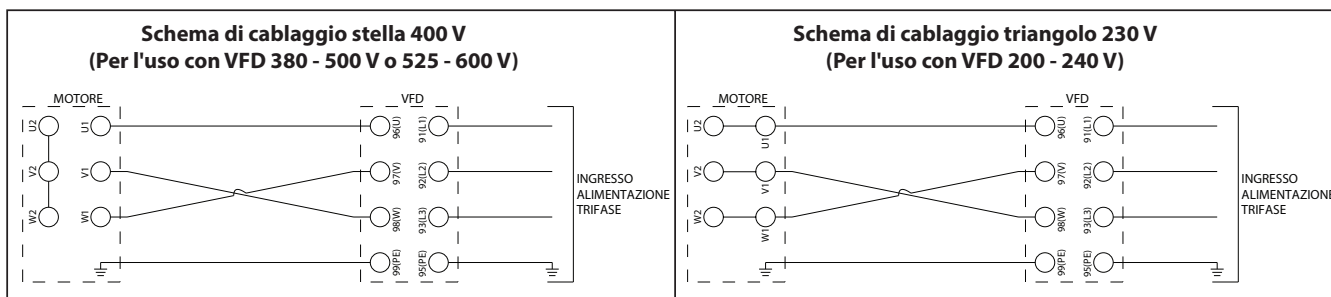 Schema di cablaggio stella 400 V
(Per l'uso con VFD 380 - 500 V o 525 - 600 V)
MOTORE
VFD
U2
U1
96(U)
91(L1)
V2
V1
97(V)
92(L2)
W2
W1
98(W)
93(L3)
99(PE)
95(PE)
INGRESSO
ALIMENTAZIONE
TRIFASE
Schema di cablaggio triangolo 230 V
(Per l'uso con VFD 200 - 240 V)
MOTORE
VFD
U2
U1
96(U)
91(L1)
V2
V1
97(V)
92(L2)
W2
W1
98(W)
93(L3)
99(PE)
95(PE)
INGRESSO
ALIMENTAZIONE
TRIFASE